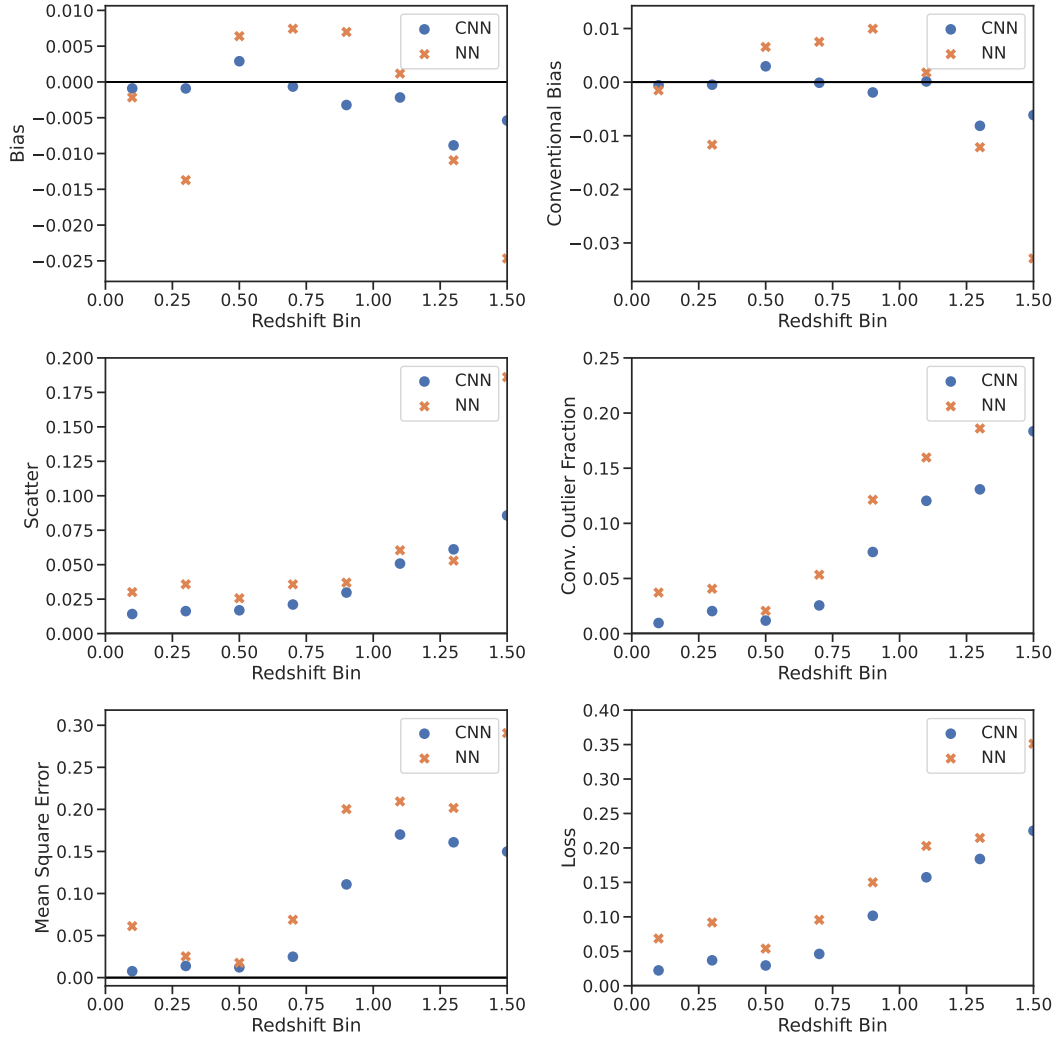 Bias
0.010
0.005
0.000
−0.005
−0.010
−0.015
−0.020
−0.025
CNN
NN
0.00 0.25 0.50 0.75 1.00 1.25 1.50
Redshift Bin
Conventional Bias
0.01
0.00
−0.01
−0.02
−0.03
CNN
NN
0.00 0.25 0.50 0.75 1.00 1.25 1.50
Redshift Bin
Scatter
0.200
0.175
0.150
0.125
0.100
0.075
0.050
0.025
0.000
CNN
NN
0.00 0.25 0.50 0.75 1.00 1.25 1.50
Redshift Bin
Conv. Outlier Fraction
0.25
0.20
0.15
0.10
0.05
0.00
CNN
NN
0.00 0.25 0.50 0.75 1.00 1.25 1.50
Redshift Bin
Mean Square Error
0.30
0.25
0.20
0.15
0.10
0.05
0.00
CNN
NN
0.00 0.25 0.50 0.75 1.00 1.25 1.50
Redshift Bin
Loss
0.40
0.35
0.30
0.25
0.20
0.15
0.10
0.05
0.00
CNN
NN
0.00 0.25 0.50 0.75 1.00 1.25 1.50
Redshift Bin